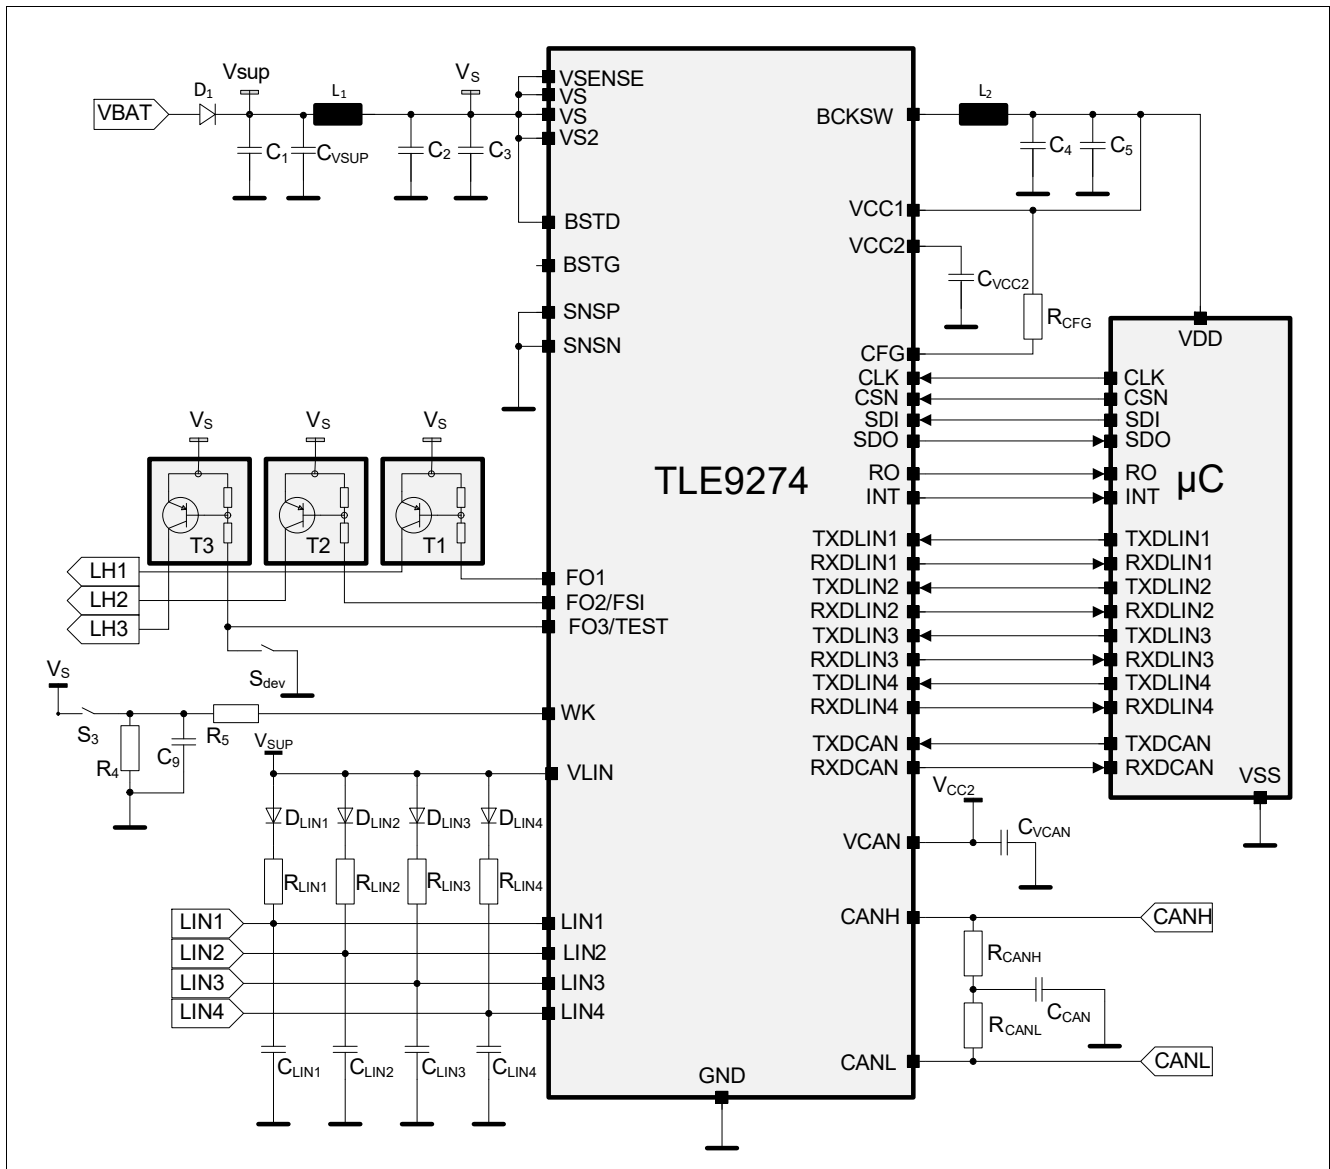 VBAT
D1
Vsup
L1
VS
C1
CVSUP
C2
C3
VSENSE
VS
VS
VS2
BSTD
BSTG
SNSP
SNSN
BCKSW
L2
C4
C5
VCC1
VCC2
CVCC2
RCFG
CFG
CLK
CSN
SDI
SDO
RO
INT
TXDLIN1
RXDLIN1
TXDLIN2
RXDLIN2
TXDLIN3
RXDLIN3
TXDLIN4
RXDLIN4
TXDCAN
RXDCAN
VDD
CLK
CSN
SDI
SDO
RO
INT
µC
TXDLIN1
RXDLIN1
TXDLIN2
RXDLIN2
TXDLIN3
RXDLIN3
TXDLIN4
RXDLIN4
TXDCAN
RXDCAN
VSS
TLE9274
VS
VS
VS
T3
T2
T1
LH1
LH2
LH3
FO1
FO2/FSI
FO3/TEST
Sdev
VS
S3
R4
C9
R5
WK
VSUP
VLIN
DLIN1
DLIN2
DLIN3
DLIN4
RLIN1
RLIN2
RLIN3
RLIN4
LIN1
LIN2
LIN3
LIN4
LIN1
LIN2
LIN3
LIN4
CLIN1
CLIN2
CLIN3
CLIN4
GND
VCC2
VCAN
CVCAN
CANH
CANH
RCANH
CCAN
RCANL
CANL
CANL